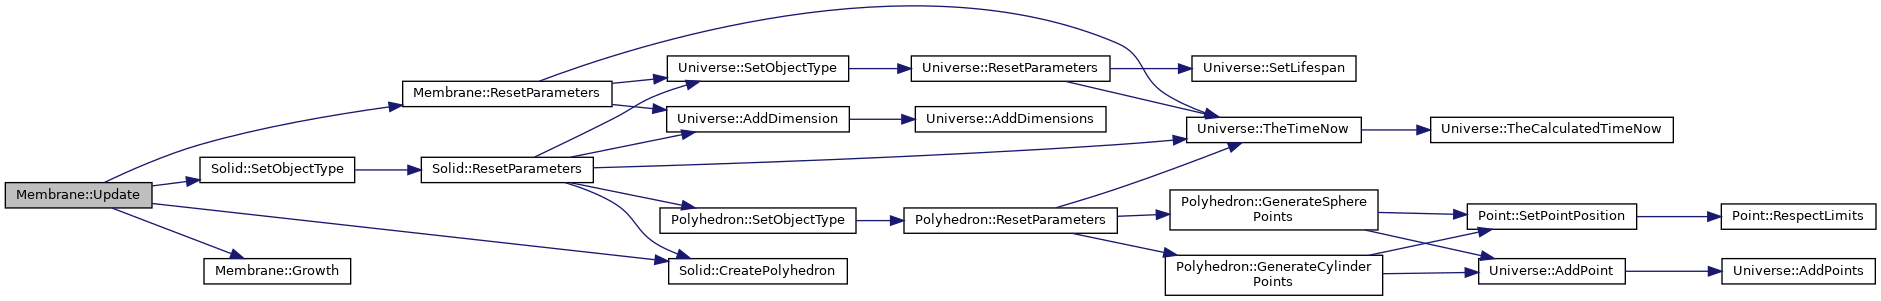 Membrane::Update
Membrane::ResetParameters
Solid::SetObjectType
Membrane::Growth
Universe::SetObjectType
Universe::AddDimension
Solid::ResetParameters
Polyhedron::SetObjectType
Solid::CreatePolyhedron
Universe::ResetParameters
Universe::AddDimensions
Polyhedron::ResetParameters
Universe::SetLifespan
Universe::TheTimeNow
Polyhedron::GenerateSphere
Points
Polyhedron::GenerateCylinder
Points
Universe::TheCalculatedTimeNow
Point::SetPointPosition
Universe::AddPoint
Point::RespectLimits
Universe::AddPoints